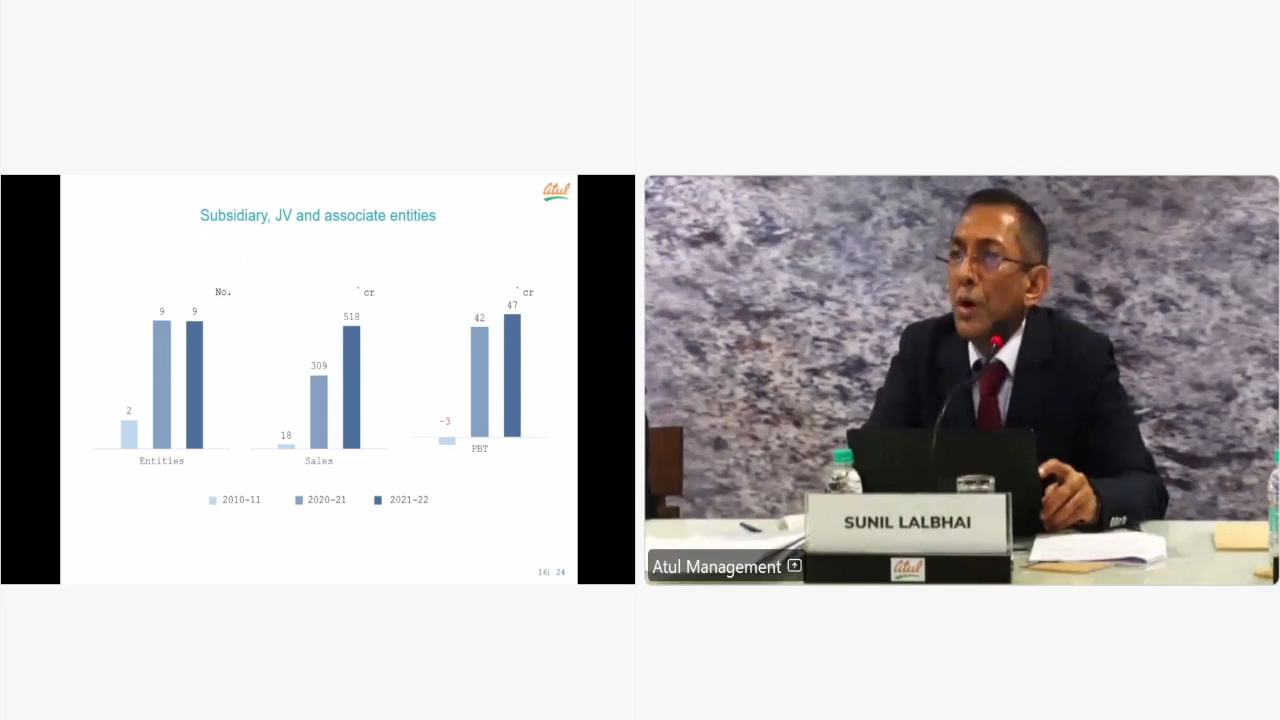 atul
Subsidiary, JV and associate entities
No.
` cr
` cr
2
9
9
18
309
518
-3
42
47
Entities
Sales
PBT
2010-11
2020-21
2021-22
16| 24
SUNIL LALBHAI
atul
Atul Management